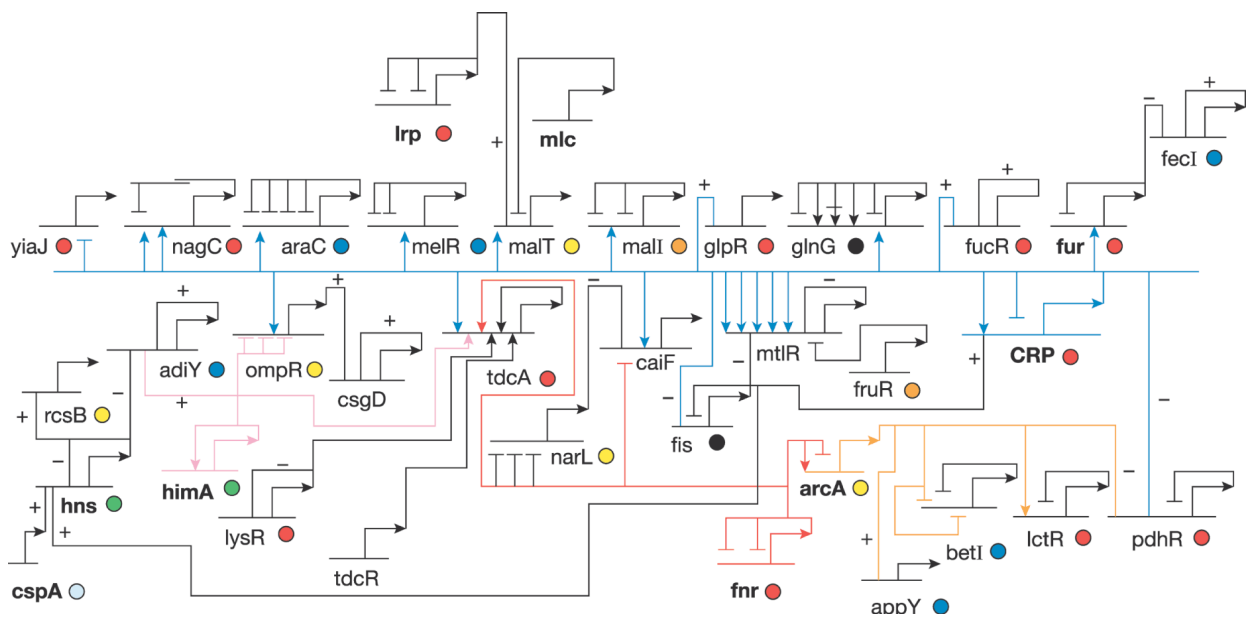 lrp
mlc
+
−
+
fecI
yiaJ
nagC
araC
melR
malT
malI
+
glpR
glnG
+
+
fucR
fur
+
+
+
−
−
adiY
ompR
csgD
tdcA
caiF
mtlR
fruR
CRP
+
rcsB
+
−
+
−
−
+
−
−
fis
narL
hns
himA
−
lysR
arcA
+
+
cspA
tdcR
fnr
+
appY
betI
lctR
−
pdhR